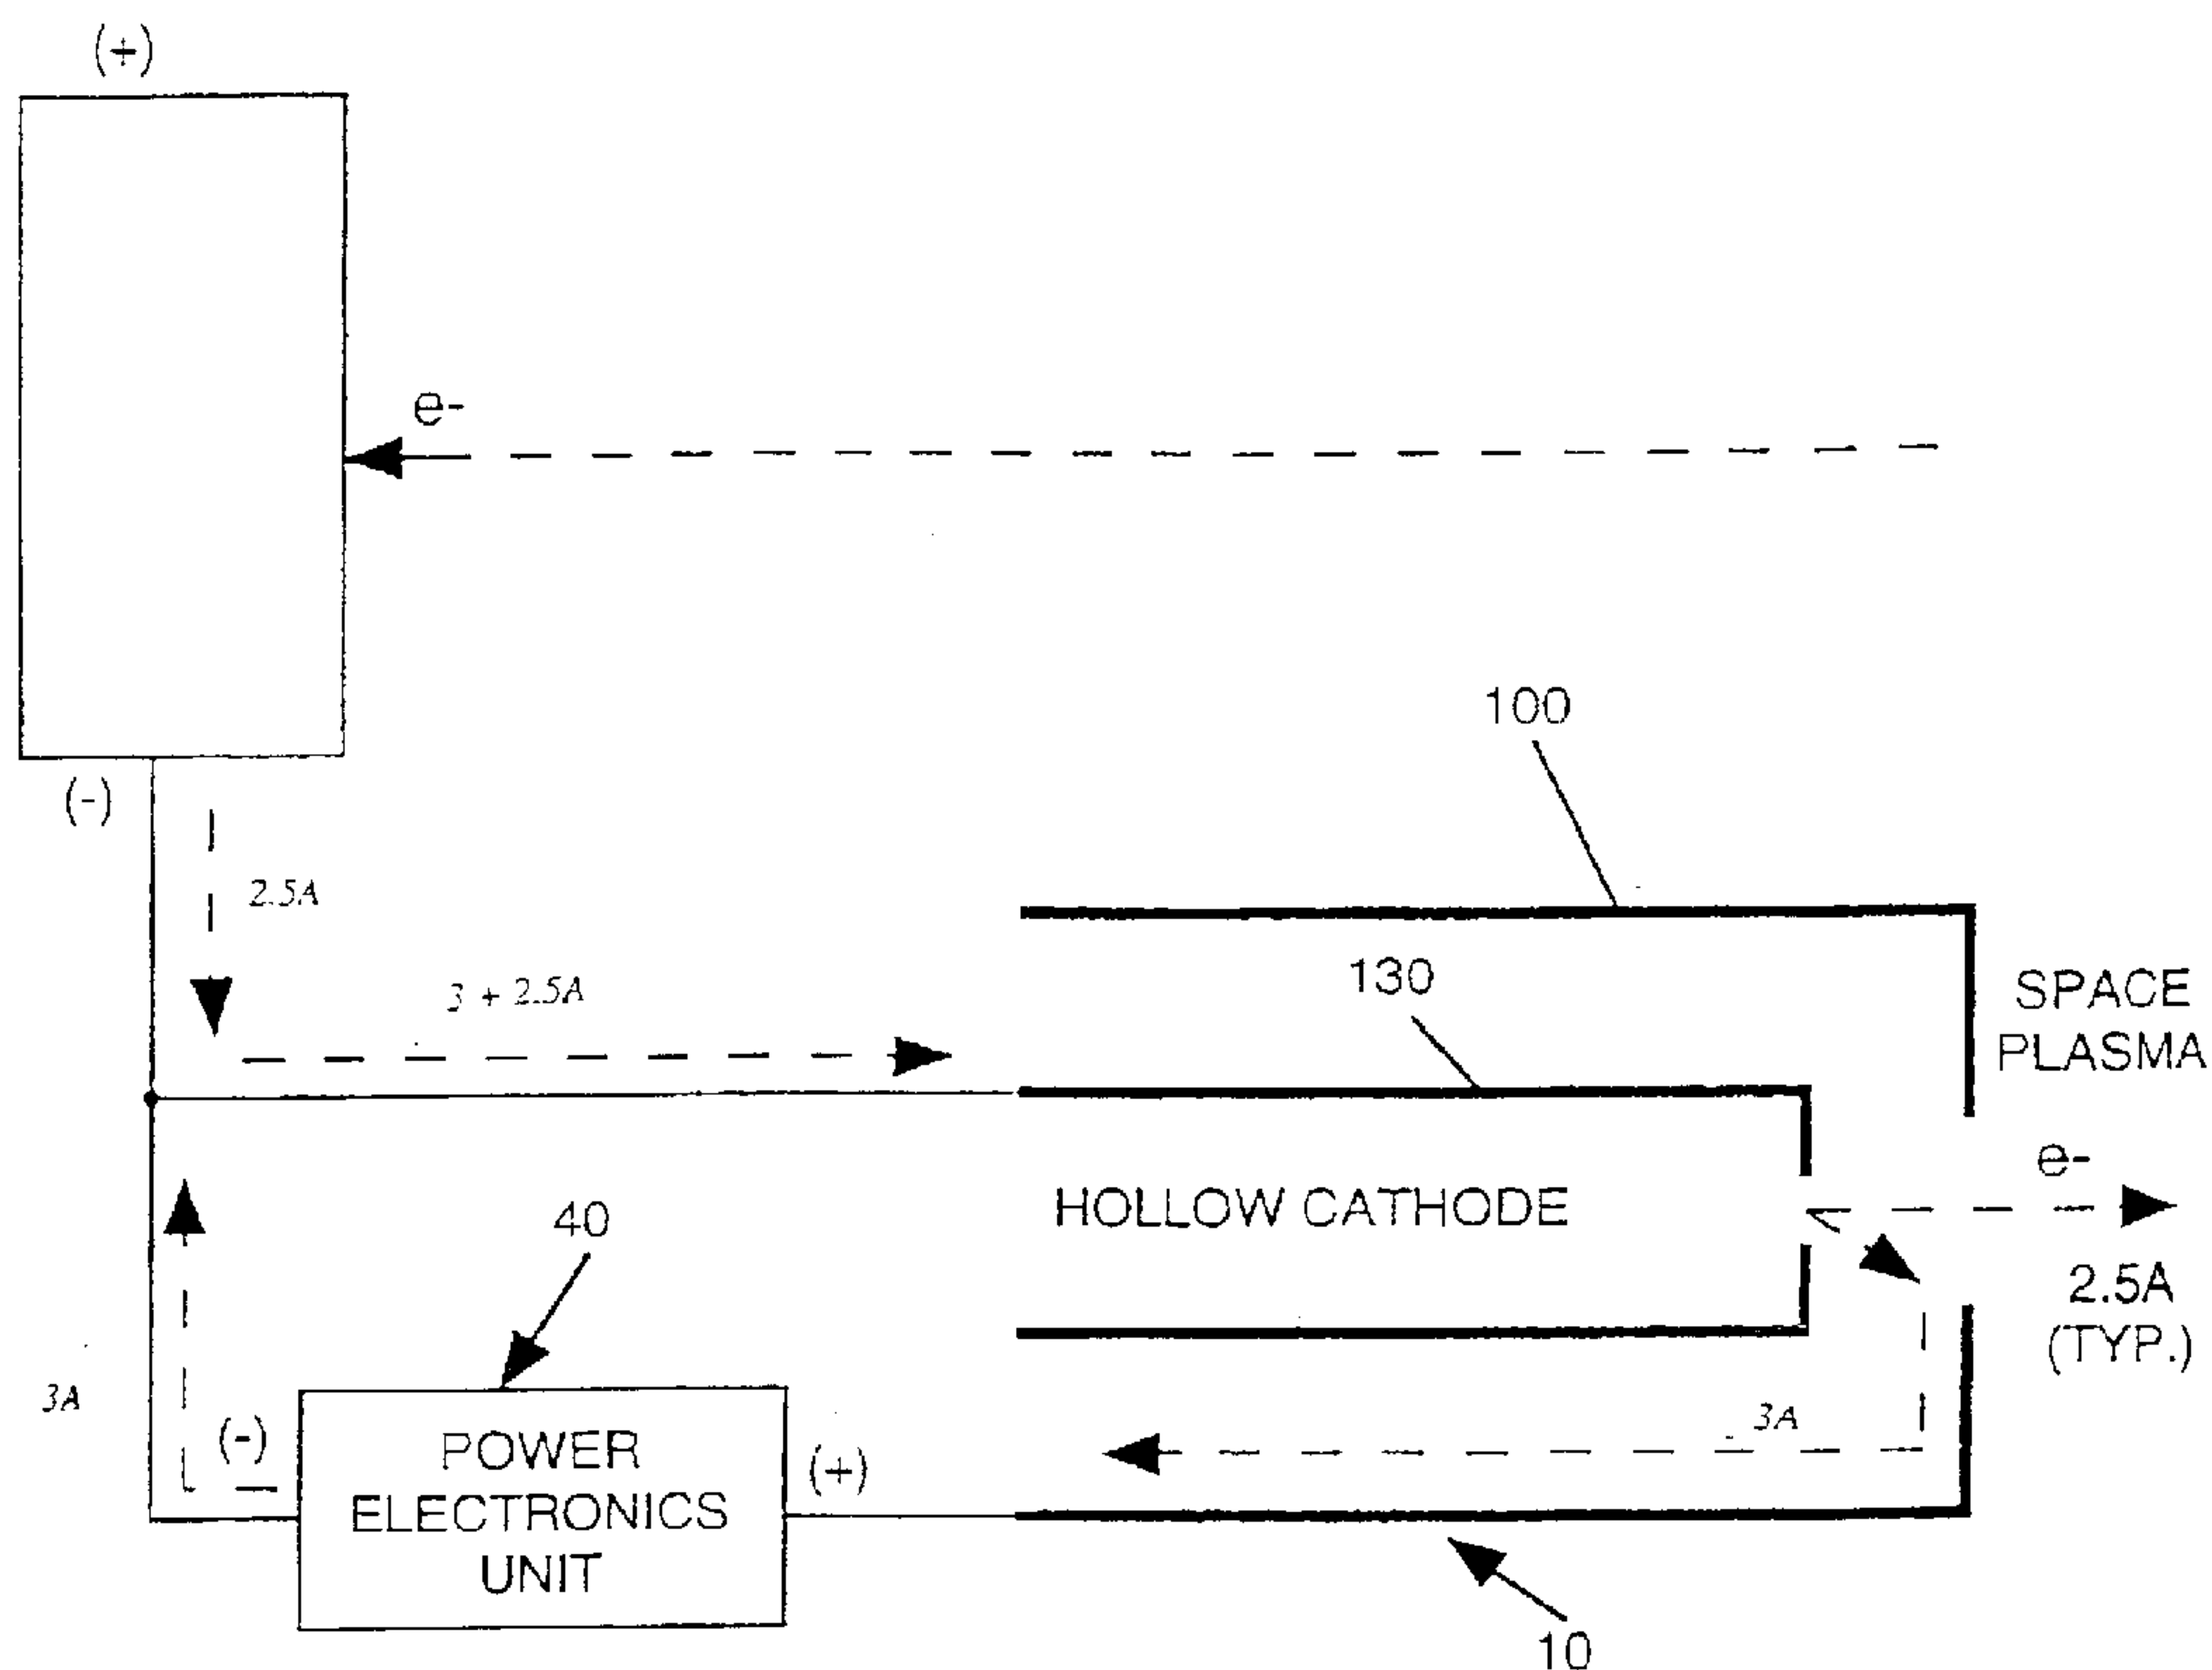 (+)
e-
100
(-)
2.5A
3 + 2.5A
130
SPACE
PLASMA
e-
HOLLOW CATHODE
40
2.5A
(TYP.)
3A
(-)
POWER
ELECTRONICS
UNIT
(+)
3A
10